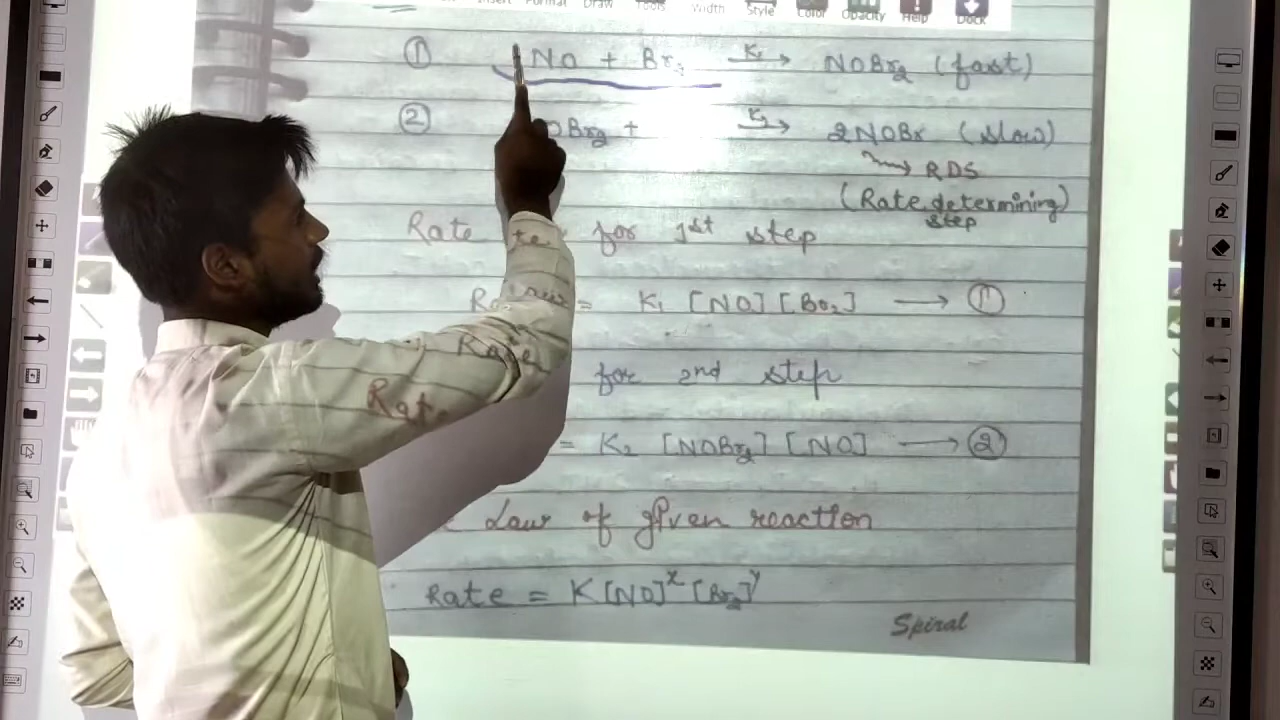 Insert Format Draw Tools Width Style Color Opacity Help Dock
① NO + Br₂ K₁→ NOBr₂ (fast)
② OBr₂ + K₂→ 2NOBr (slow)
→ RDS
(Rate determining)
step
Rate for 1st step
= K₁ [NO] [Br₂] → ①
Rate
for 2nd step
Rate
= K₂ [NOBr₂] [NO] → ②
Law of given reaction
Rate = K[NO]ˣ [Br₂]ʸ
Spiral